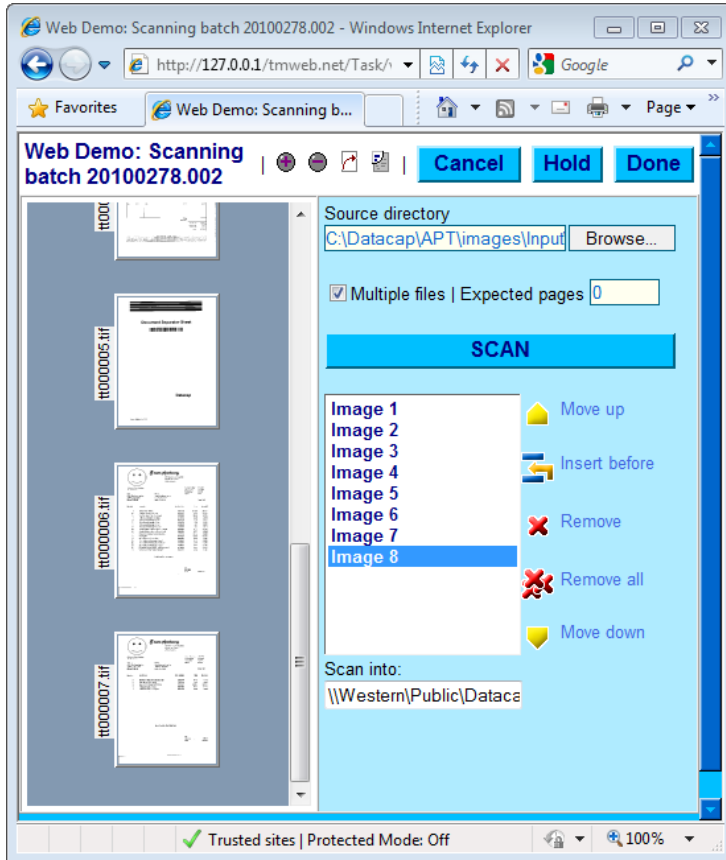 Web Demo: Scanning batch 20100278.002 - Windows Internet Explorer
http://127.0.0.1/tmweb.net/Task/
Google
Favorites
Web Demo: Scanning b...
Page
Web Demo: Scanning
batch 20100278.002
| |
Cancel
Hold
Done
Source directory
C:\Datacap\APT\images\Input
Browse...
Multiple files | Expected pages 0
SCAN
Image 1
Image 2
Image 3
Image 4
Image 5
Image 6
Image 7
Image 8
Move up
Insert before
Remove
Remove all
Move down
Scan into:
\\Western\Public\Dataca
tt000
tt000005.tif
Document Separator Sheet
tt000006.tif
tt000007.tif
Trusted sites | Protected Mode: Off
100%